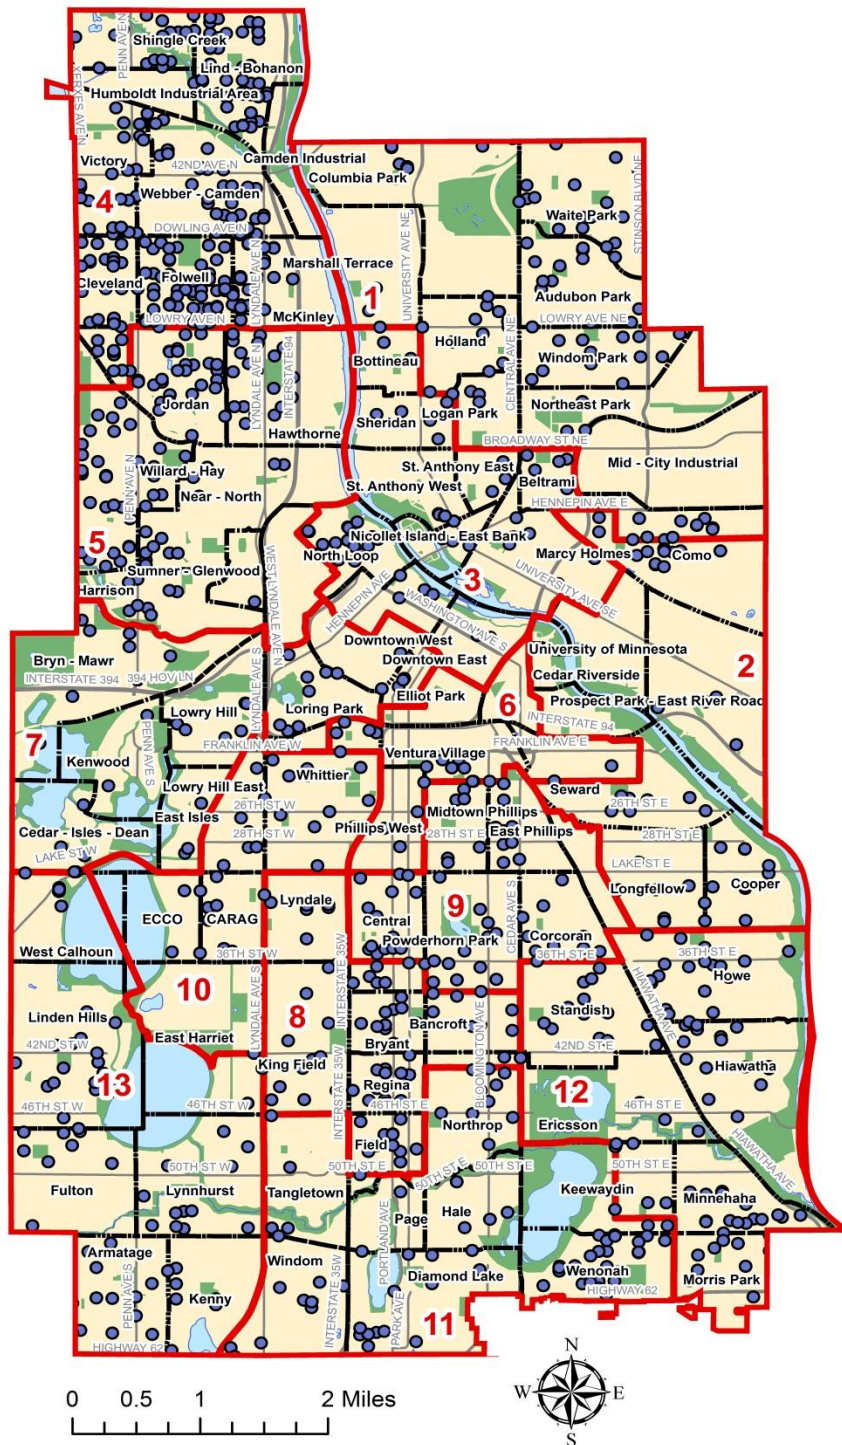 Shingle Creek
PENN AVE N
Lind - Bohanon
XERXES AVE N
Humboldt Industrial Area
Victory
42ND AVE N
Camden Industrial
Columbia Park
4
Webber - Camden
Waite Park
STINSON BLVD NE
DOWLING AVE N
Marshall Terrace
UNIVERSITY AVE NE
Cleveland
Folwell
LYNDALE AVE N
1
Audubon Park
LOWRY AVE N
McKinley
LOWRY AVE NE
Holland
CENTRAL AVE NE
Bottineau
Windom Park
LYNDALE AVE N
INTERSTATE 94
Jordan
Sheridan
Logan Park
Northeast Park
Hawthorne
BROADWAY ST NE
PENN AVE N
Willard - Hay
St. Anthony East
Mid - City Industrial
Near - North
St. Anthony West
Beltrami
HENNEPIN AVE E
5
North Loop
Nicollet Island - East Bank
Marcy Holmes
Como
Sumner - Glenwood
3
UNIVERSITY AVE SE
Harrison
WEST LYNDALE AVE N
HENNEPIN AVE
WASHINGTON AVE S
Downtown West
University of Minnesota
Bryn - Mawr
Downtown East
Cedar Riverside
2
INTERSTATE 394
394 HOV LN
LYNDALE AVE S
Elliot Park
6
Prospect Park - East River Road
Lowry Hill
Loring Park
INTERSTATE 94
7
Kenwood
PENN AVE S
FRANKLIN AVE W
Ventura Village
FRANKLIN AVE E
Lowry Hill East
Whittier
Seward
26TH ST W
26TH ST E
East Isles
28TH ST W
Phillips West
Midtown Phillips
28TH ST E
East Phillips
28TH ST E
Cedar - Isles - Dean
LAKE ST W
LAKE ST E
Longfellow
Cooper
ECCO
CARAG
Lyndale
Central
9
CEDAR AVE S
Powderhorn Park
Corcoran
West Calhoun
36TH ST W
36TH ST E
36TH ST E
Howe
10
LYNDALE AVE S
INTERSTATE 35W
HIAWATHA AVE
Linden Hills
8
Bancroft
BLOOMINGTON AVE
Standish
42ND ST W
East Harriet
Bryant
42ND ST E
Hiawatha
13
King Field
INTERSTATE 35W
Regina
12
46TH ST W
46TH ST E
46TH ST E
Northrop
Ericsson
Field
HIAWATHA AVE
50TH ST W
50TH ST E
50TH ST E
50TH ST E
50TH ST E
Fulton
Lynnhurst
Tangletown
Keewaydin
Minnehaha
Page
Hale
PORTLAND AVE
Armatage
Windom
PENN AVE S
INTERSTATE 35W
Diamond Lake
Wenonah
Morris Park
Kenny
HIGHWAY 62
PARK AVE
11
HIGHWAY 62
0 0.5 1 2 Miles
N
W E
S